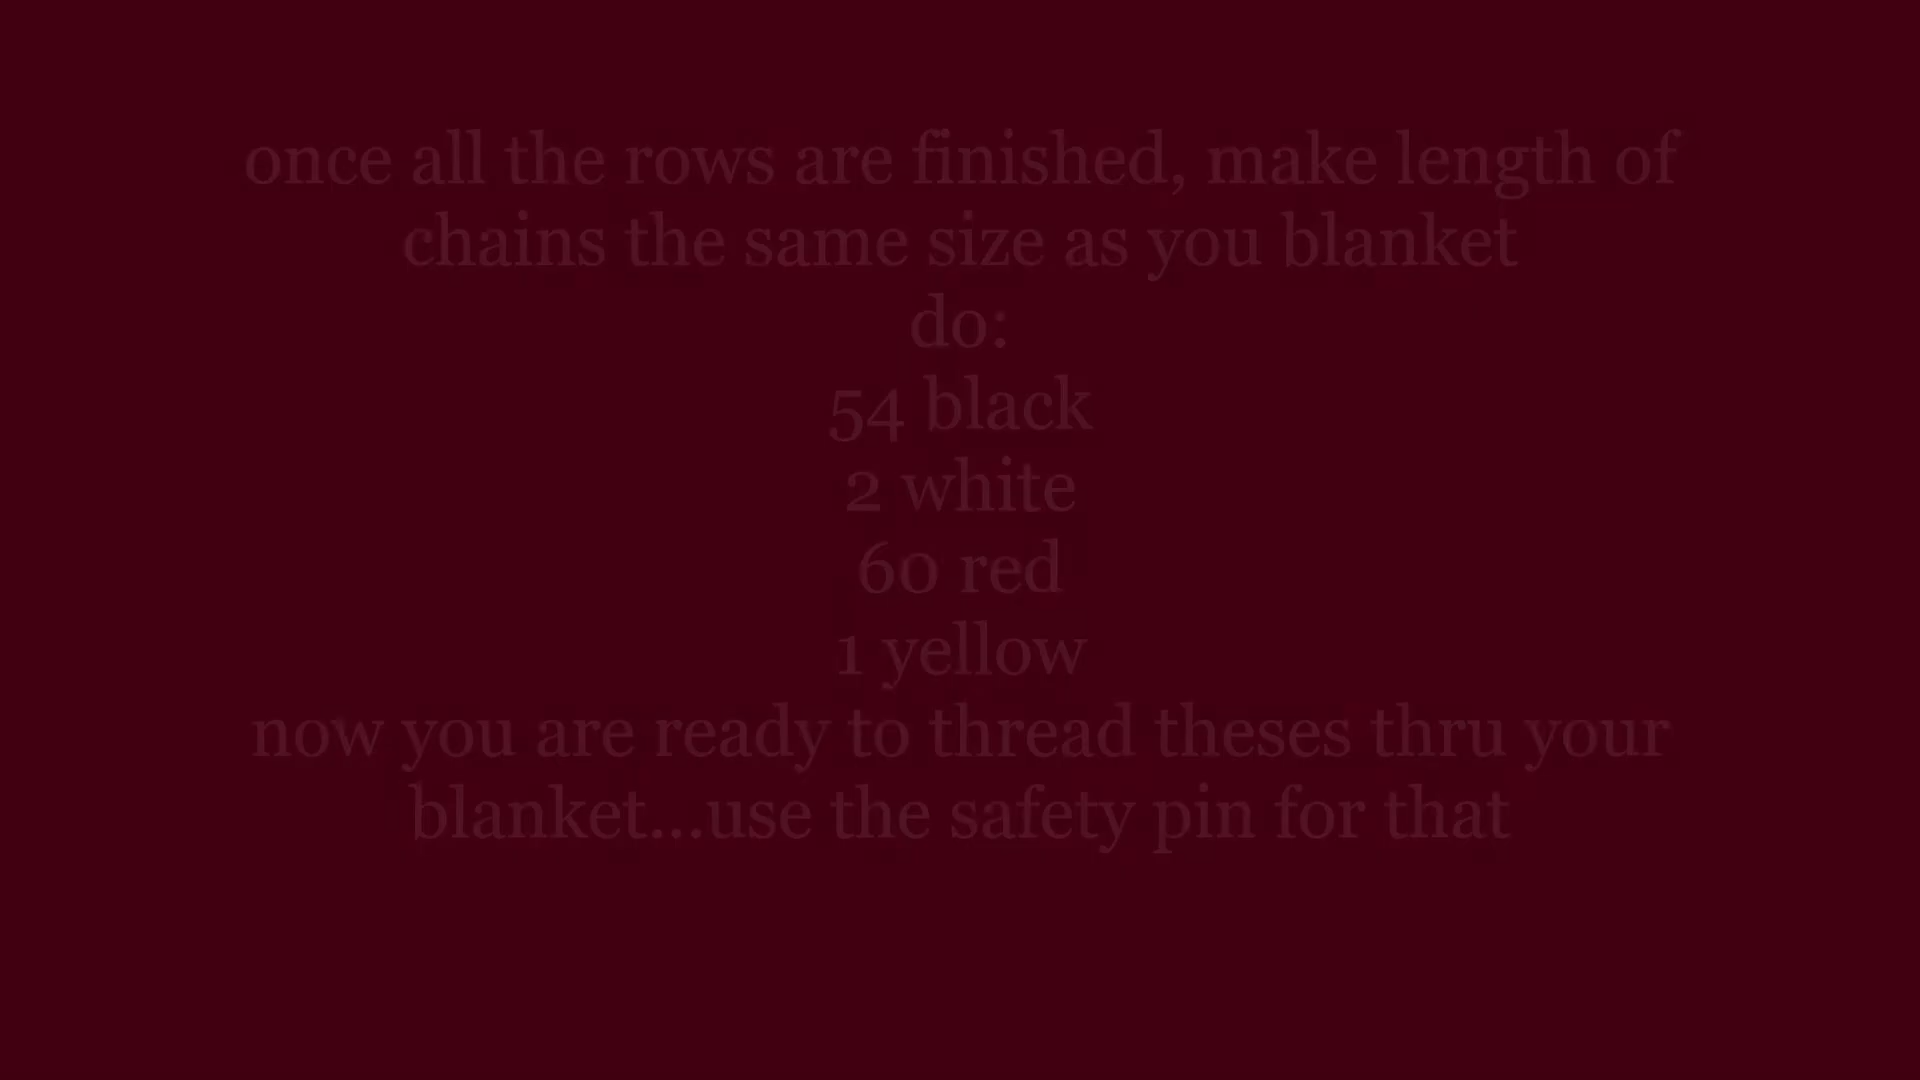 once all the rows are finished, make length of
chains the same size as you blanket
do:
54 black
2 white
60 red
1 yellow
now you are ready to thread theses thru your
blanket...use the safety pin for that